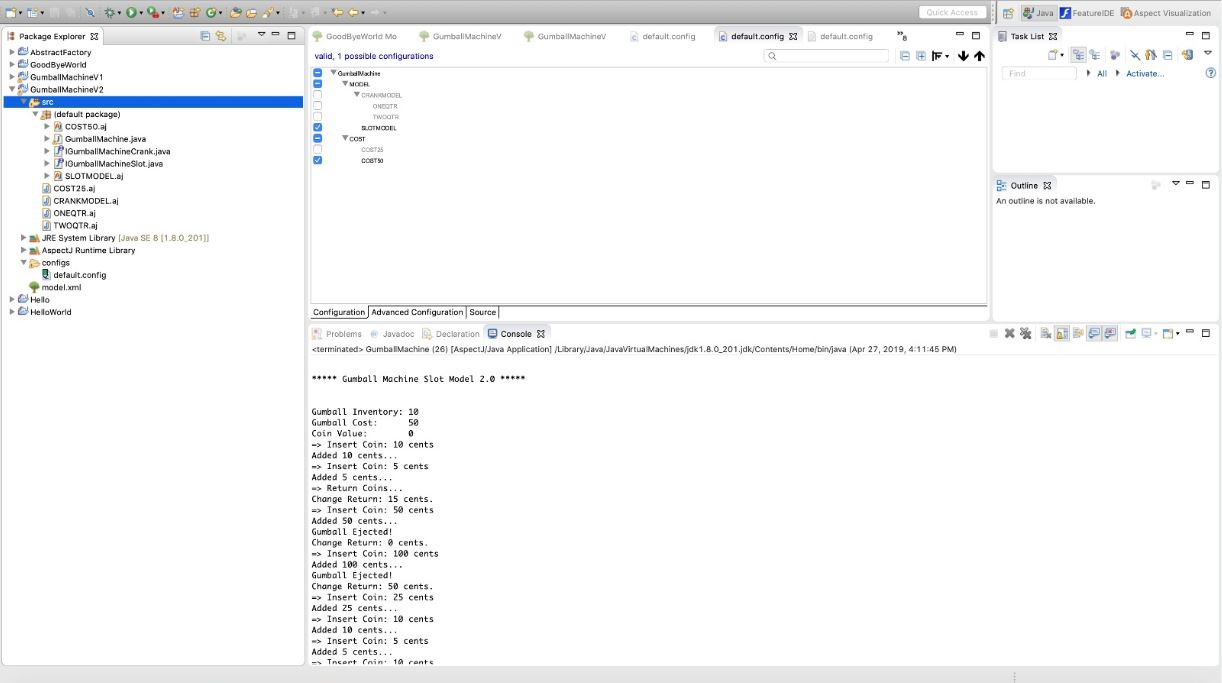 Quick Access
Java
FeatureIDE
Aspect Visualization
Package Explorer
AbstractFactory
GoodByeWorld
GumballMachineV1
GumballMachineV2
src
(default package)
COST50.aj
GumballMachine.java
IGumballMachineCrank.java
IGumballMachineSlot.java
SLOTMODEL.aj
COST25.aj
CRANKMODEL.aj
ONEQTR.aj
TWOQTR.aj
JRE System Library [Java SE 8 [1.8.0_201]]
AspectJ Runtime Library
configs
default.config
model.xml
Hello
HelloWorld
GoodByeWorld Mo
GumballMachineV
GumballMachineV
default.config
default.config
default.config
»8
valid, 1 possible configurations
GumballMachine
MODEL
CRANKMODEL
ONEQTR
TWOQTR
SLOTMODEL
COST
COST25
COST50
Configuration
Advanced Configuration
Source
Task List
Find
All
Activate...
Outline
An outline is not available.
Problems
Javadoc
Declaration
Console
<terminated> GumballMachine (26) [AspectJ/Java Application] /Library/Java/JavaVirtualMachines/jdk1.8.0_201.jdk/Contents/Home/bin/java (Apr 27, 2019, 4:11:45 PM)
***** Gumball Machine Slot Model 2.0 *****
Gumball Inventory: 10
Gumball Cost: 50
Coin Value: 0
=> Insert Coin: 10 cents
Added 10 cents...
=> Insert Coin: 5 cents
Added 5 cents...
=> Return Coins...
Change Return: 15 cents.
=> Insert Coin: 50 cents
Added 50 cents...
Gumball Ejected!
Change Return: 0 cents.
=> Insert Coin: 100 cents
Added 100 cents...
Gumball Ejected!
Change Return: 50 cents.
=> Insert Coin: 25 cents
Added 25 cents...
=> Insert Coin: 10 cents
Added 10 cents...
=> Insert Coin: 5 cents
Added 5 cents...
=> Insert Coin: 10 cents